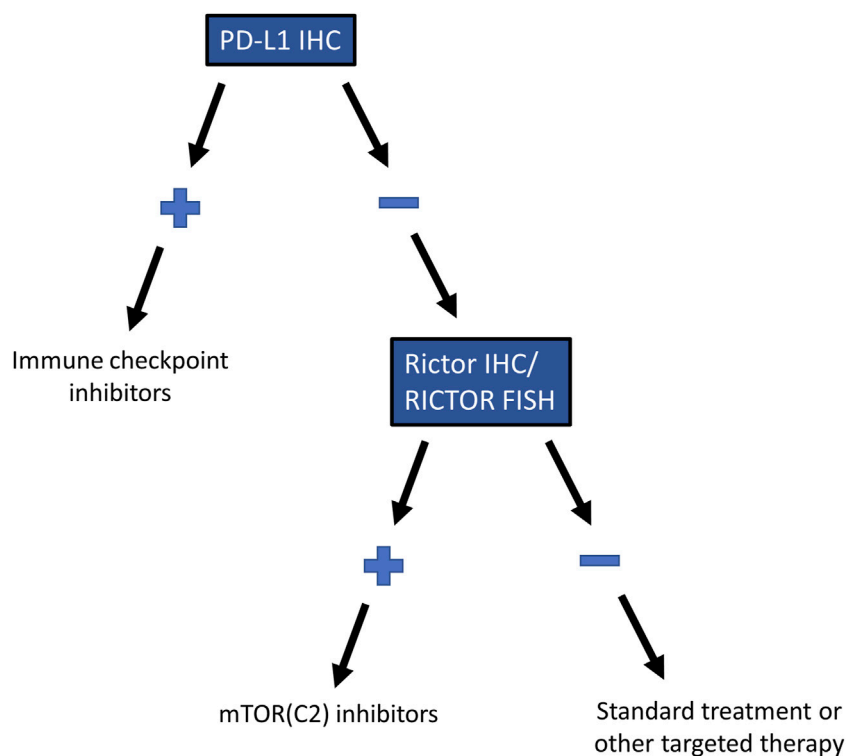 PD-L1 IHC
Immune checkpoint
inhibitors
Rictor IHC/
RICTOR FISH
mTOR(C2) inhibitors
Standard treatment or
other targeted therapy